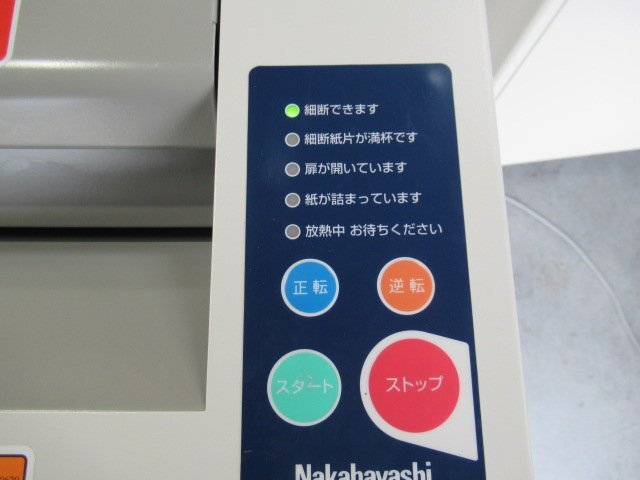 細断できます
細断紙片が満杯です
扉が開いています
紙が詰まっています
放熱中 お待ちください
正転
逆転
スタート
ストップ
Nakabayashi